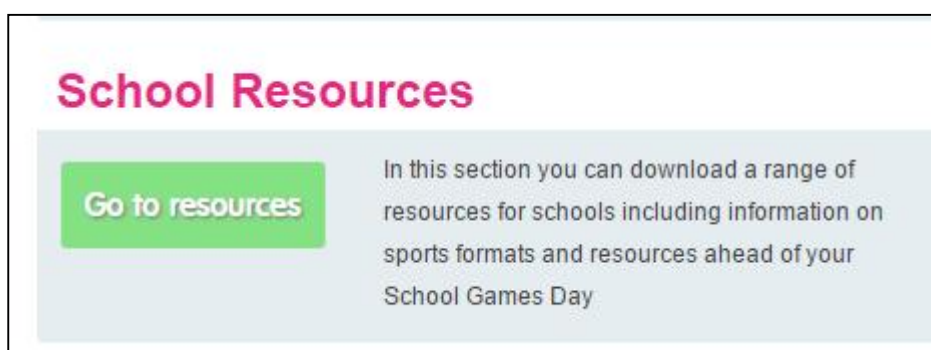 School Resources
Go to resources
In this section you can download a range of
resources for schools including information on
sports formats and resources ahead of your
School Games Day